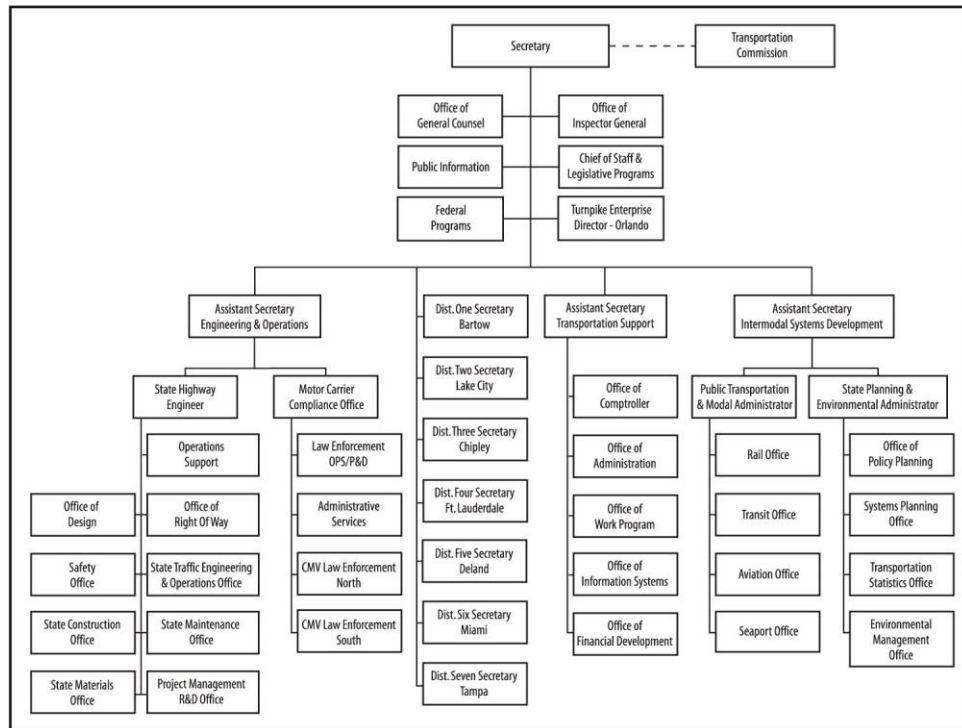 Secretary
Transportation
Commission
Office of
General Counsel
Office of
Inspector General
Public Information
Chief of Staff &
Legislative Programs
Federal
Programs
Turnpike Enterprise
Director - Orlando
Assistant Secretary
Engineering & Operations
Dist. One Secretary
Bartow
Assistant Secretary
Transportation Support
Assistant Secretary
Intermodal Systems Development
State Highway
Engineer
Motor Carrier
Compliance Office
Dist. Two Secretary
Lake City
Office of
Comptroller
Public Transportation
& Modal Administrator
State Planning &
Environmental Administrator
Operations
Support
Law Enforcement
OPS/P&D
Dist. Three Secretary
Chipley
Office of
Administration
Rail Office
Office of
Policy Planning
Office of
Design
Office of
Right Of Way
Administrative
Services
Dist. Four Secretary
Ft. Lauderdale
Office of
Work Program
Transit Office
Systems Planning
Office
Safety
Office
State Traffic Engineering
& Operations Office
CMV Law Enforcement
North
Dist. Five Secretary
Deland
Office of
Information Systems
Aviation Office
Transportation
Statistics Office
State Construction
Office
State Maintenance
Office
CMV Law Enforcement
South
Dist. Six Secretary
Miami
Office of
Financial Development
Seaport Office
Environmental
Management
Office
State Materials
Office
Project Management
R&D Office
Dist. Seven Secretary
Tampa